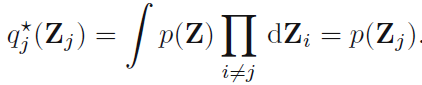 q_j^⋆(Z_j) = ∫ p(Z) ∏_{i≠j} dZ_i = p(Z_j).